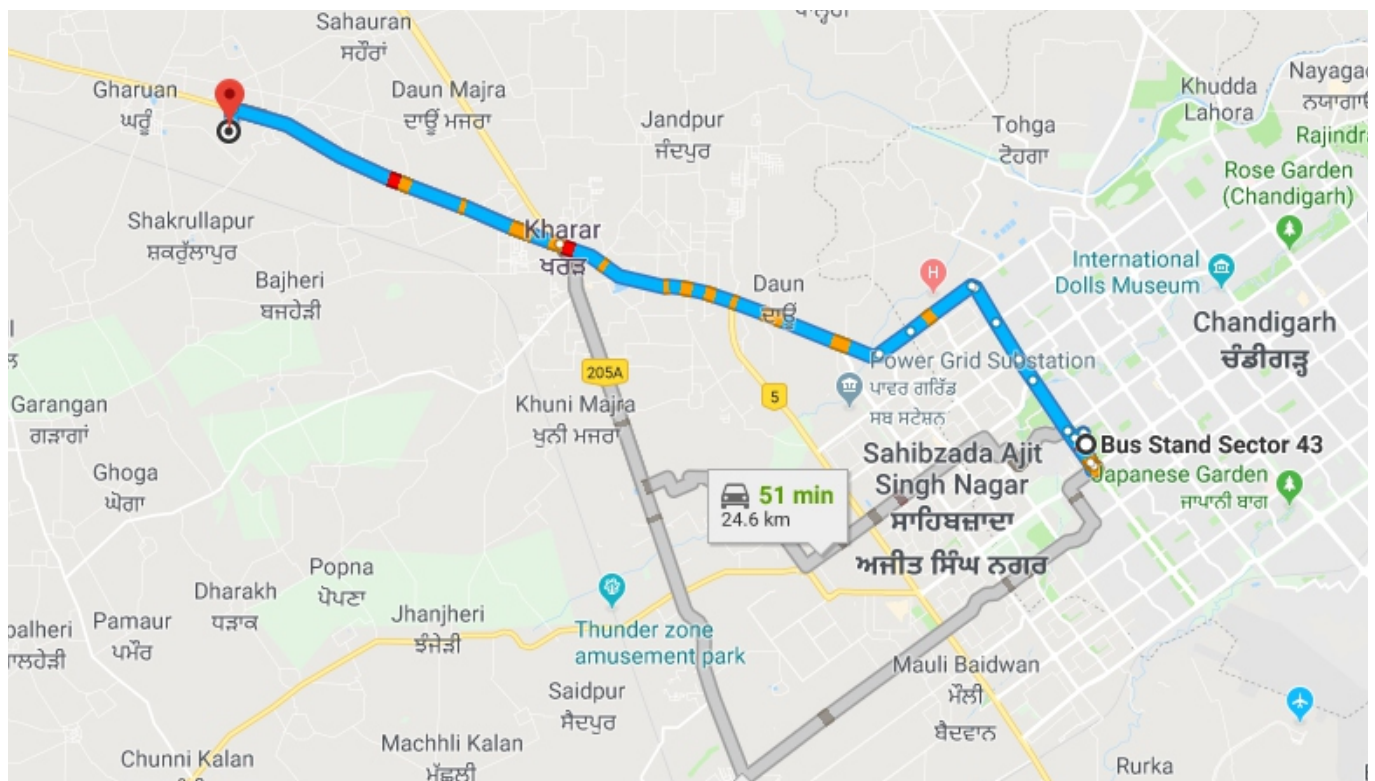 Sahauran
ਸਹੌਰਾਂ
Gharuan
ਘੜੂੰ
Daun Majra
ਦਾਊਂ ਮਜਰਾ
Jandpur
ਜੰਦਪੁਰ
Tohga
ਟੋਹਗਾ
Khudda
Lahora
ਨਯਾਗਾਉਂ
Rose Garden
(Chandigarh)
Shakrullapur
ਸ਼ਕਰੁੱਲਾਪੁਰ
Kharar
ਖਰੜ
Bajheri
ਬਜਹੇੜੀ
Daun
ਦਾਊਂ
H
International
Dolls Museum
Chandigarh
ਚੰਡੀਗੜ੍ਹ
Power Grid Substation
ਪਾਵਰ ਗਰਿੱਡ
ਸਬ ਸਟੇਸ਼ਨ
205A
5
Garangan
ਗੜਾਗਾਂ
Khuni Majra
ਖੁਨੀ ਮਜਰਾ
Ghoga
ਘੋਗਾ
Bus Stand Sector 43
Japanese Garden
ਜਾਪਾਨੀ ਬਾਗ
Sahibzada Ajit
Singh Nagar
ਸਾਹਿਬਜ਼ਾਦਾ
ਅਜੀਤ ਸਿੰਘ ਨਗਰ
51 min
24.6 km
Popna
ਪੋਪਣਾ
Dharakh
ਧੜਾਕ
Pamaur
ਪਮੌਰ
Jhanjheri
ਝੰਜੇੜੀ
Thunder zone
amusement park
Saidpur
ਸੈਦਪੁਰ
Mauli Baidwan
ਮੌਲੀ
ਬੈਦਵਾਨ
Chunni Kalan
Machhli Kalan
ਮੱਛਲੀ
Rurka